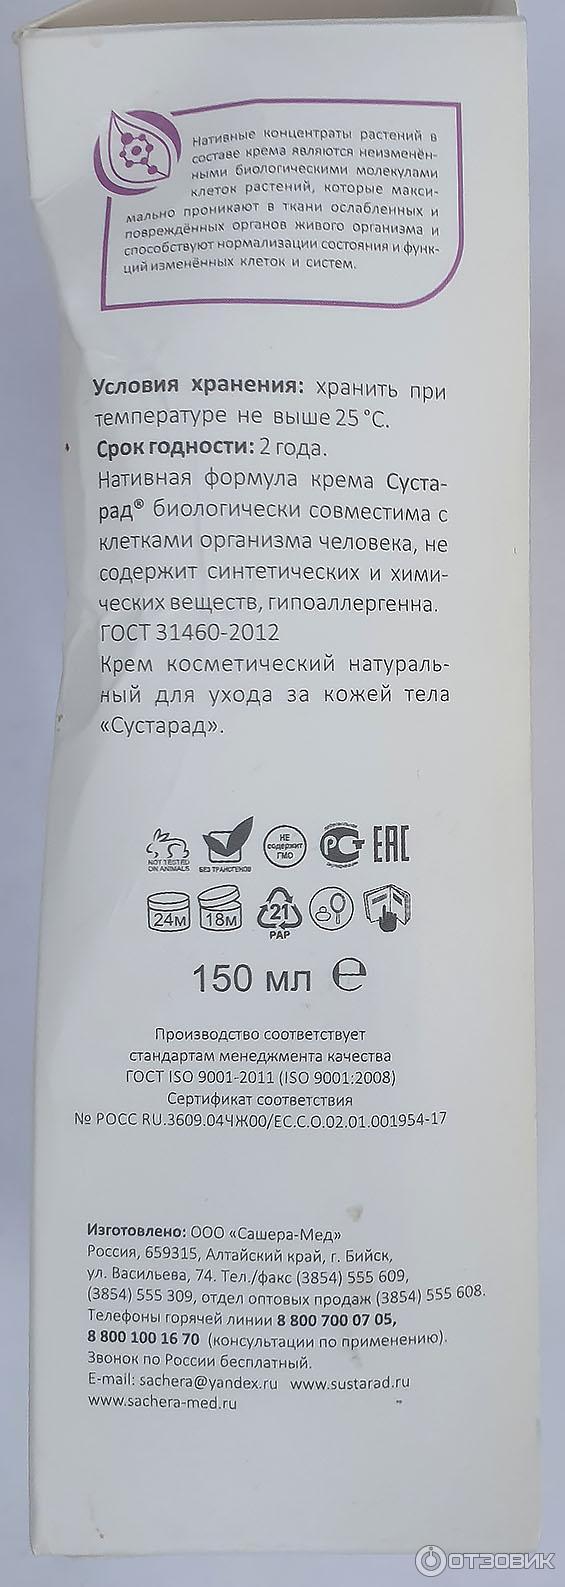 Нативные концентраты растений в
составе крема являются неизменён-
ными биологическими молекулами
клеток растений, которые макси-
мально проникают в ткани ослабленных и
повреждённых органов живого организма и
способствуют нормализации состояния и функ-
ций изменённых клеток и систем.
Условия хранения: хранить при
температуре не выше 25 °С.
Срок годности: 2 года.
Нативная формула крема Суста-
рад® биологически совместима с
клетками организма человека, не
содержит синтетических и хими-
ческих веществ, гипоаллергенна.
ГОСТ 31460-2012
Крем косметический натураль-
ный для ухода за кожей тела
«Сустарад».
NOT TESTED
ON ANIMALS
БЕЗ ТРАНСГЕНОВ
НЕ
содержит
ГМО
РСТ
ЕАС
24м
18м
21
PAP
150 мл ℮
Производство соответствует
стандартам менеджмента качества
ГОСТ ISO 9001-2011 (ISO 9001:2008)
Сертификат соответствия
№ РОСС RU.3609.04ЧЖ00/ЕС.С.О.02.01.001954-17
Изготовлено: ООО «Сашера-Мед»
Россия, 659315, Алтайский край, г. Бийск,
ул. Васильева, 74. Тел./факс (3854) 555 609,
(3854) 555 309, отдел оптовых продаж (3854) 555 608.
Телефоны горячей линии 8 800 700 07 05,
8 800 100 16 70 (консультации по применению).
Звонок по России бесплатный.
E-mail: sachera@yandex.ru www.sustarad.ru
www.sachera-med.ru
ОТЗОВИК